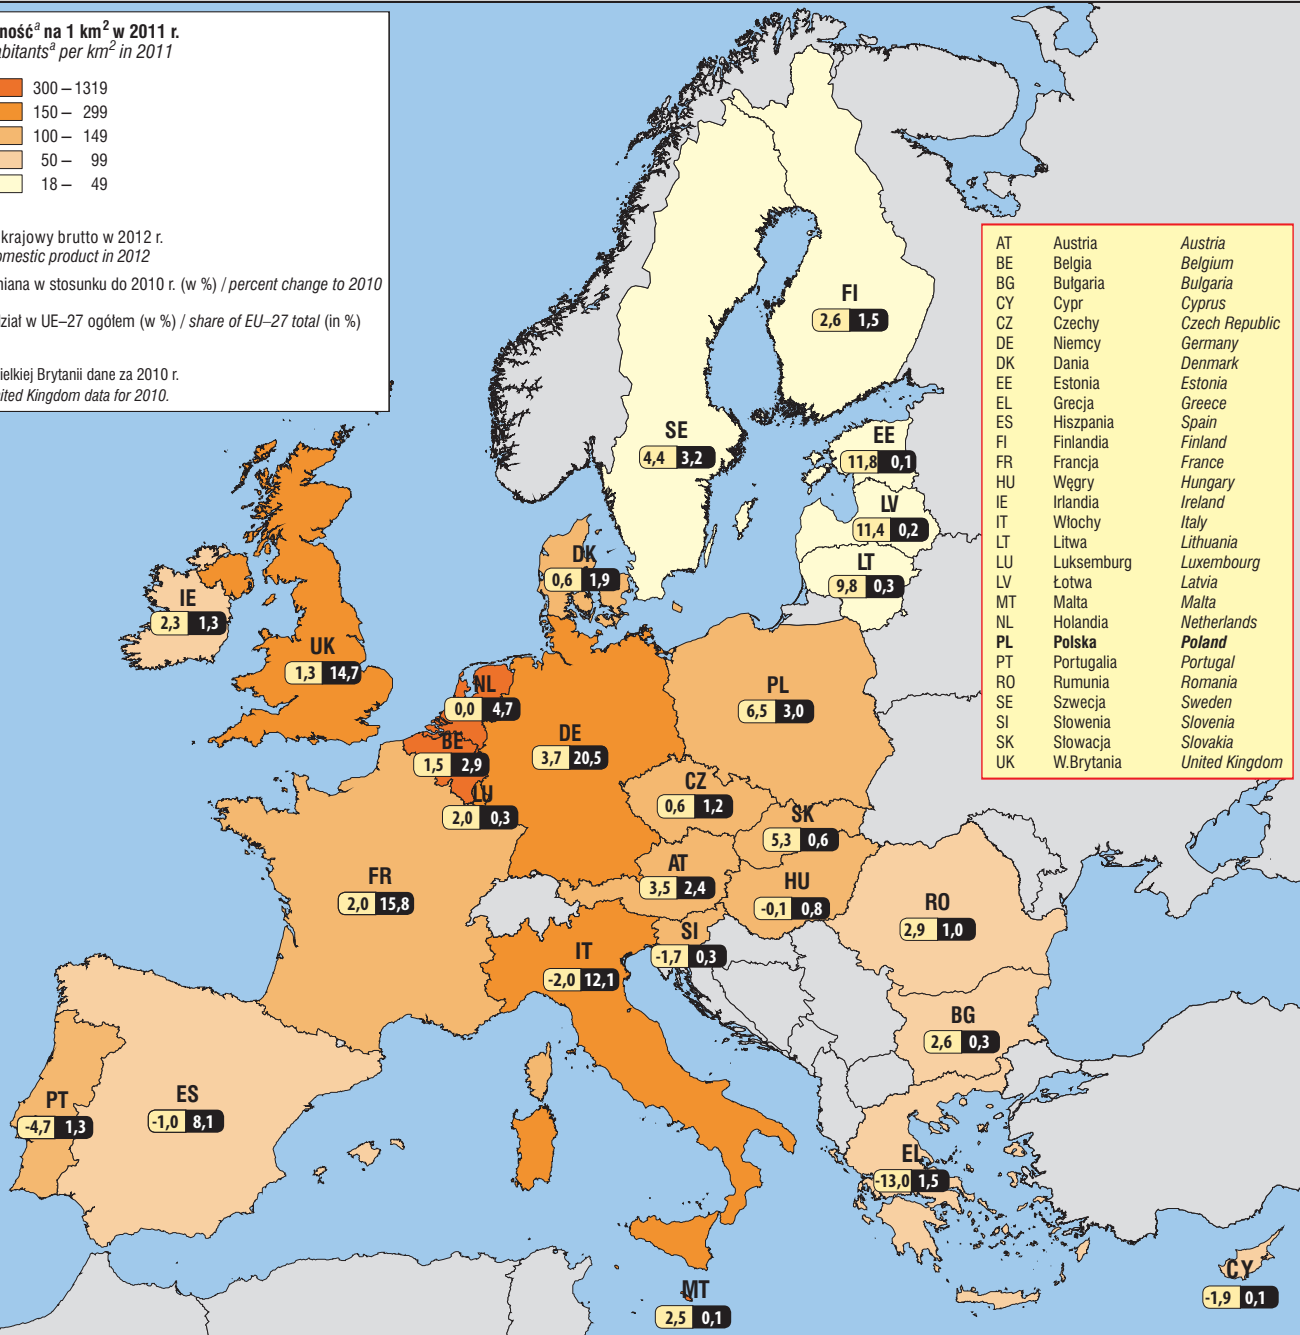 ność^a na 1 km² w 2011 r.
abitants^a per km² in 2011
300 – 1319
150 – 299
100 – 149
50 – 99
18 – 49
krajowy brutto w 2012 r.
omestic product in 2012
niana w stosunku do 2010 r. (w %) / percent change to 2010
dział w UE–27 ogółem (w %) / share of EU–27 total (in %)
ielkiej Brytanii dane za 2010 r.
nited Kingdom data for 2010.
AT Austria Austria
BE Belgia Belgium
BG Bułgaria Bulgaria
CY Cypr Cyprus
CZ Czechy Czech Republic
DE Niemcy Germany
DK Dania Denmark
EE Estonia Estonia
EL Grecja Greece
ES Hiszpania Spain
FI Finlandia Finland
FR Francja France
HU Węgry Hungary
IE Irlandia Ireland
IT Włochy Italy
LT Litwa Lithuania
LU Luksemburg Luxembourg
LV Łotwa Latvia
MT Malta Malta
NL Holandia Netherlands
PL Polska Poland
PT Portugalia Portugal
RO Rumunia Romania
SE Szwecja Sweden
SI Słowenia Slovenia
SK Słowacja Slovakia
UK W.Brytania United Kingdom
FI
2,6 1,5
SE
4,4 3,2
EE
11,8 0,1
LV
11,4 0,2
LT
9,8 0,3
DK
0,6 1,9
IE
2,3 1,3
UK
1,3 14,7
NL
0,0 4,7
PL
6,5 3,0
BE
1,5 2,9
DE
3,7 20,5
LU
2,0 0,3
CZ
0,6 1,2
SK
5,3 0,6
AT
3,5 2,4
HU
-0,1 0,8
FR
2,0 15,8
RO
2,9 1,0
SI
-1,7 0,3
IT
-2,0 12,1
BG
2,6 0,3
PT
-4,7 1,3
ES
-1,0 8,1
EL
-13,0 1,5
MT
2,5 0,1
CY
-1,9 0,1